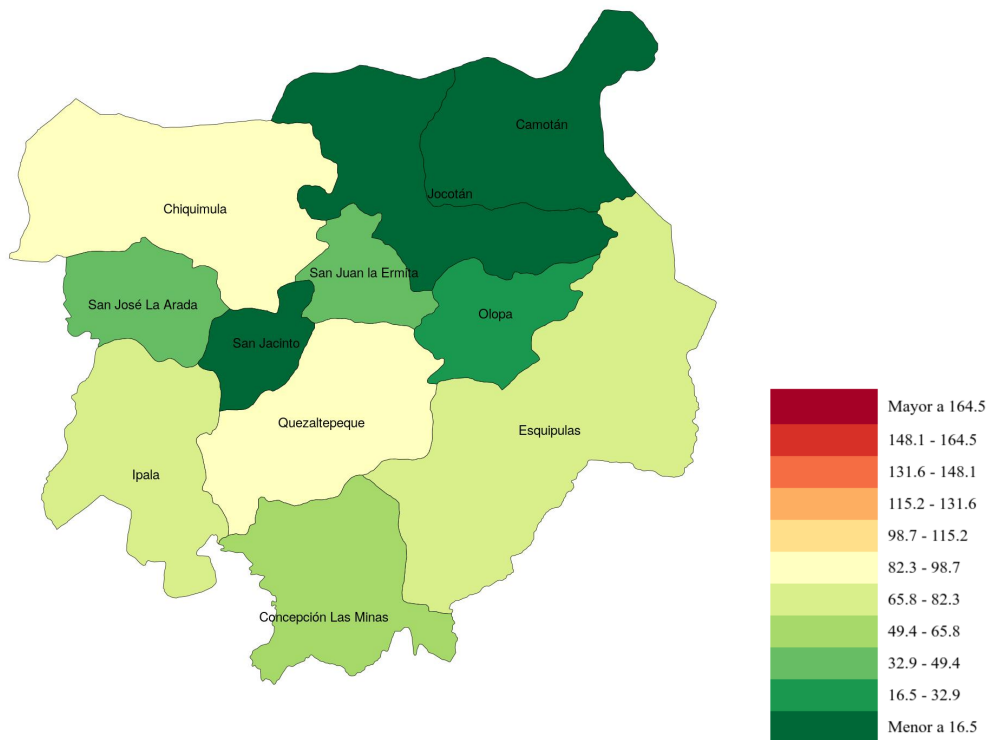 Camotán
Jocotán
Chiquimula
San Juan la Ermita
San José La Arada
Olopa
San Jacinto
Quezaltepeque
Esquipulas
Ipala
Concepción Las Minas
Mayor a 164.5
148.1 - 164.5
131.6 - 148.1
115.2 - 131.6
98.7 - 115.2
82.3 - 98.7
65.8 - 82.3
49.4 - 65.8
32.9 - 49.4
16.5 - 32.9
Menor a 16.5